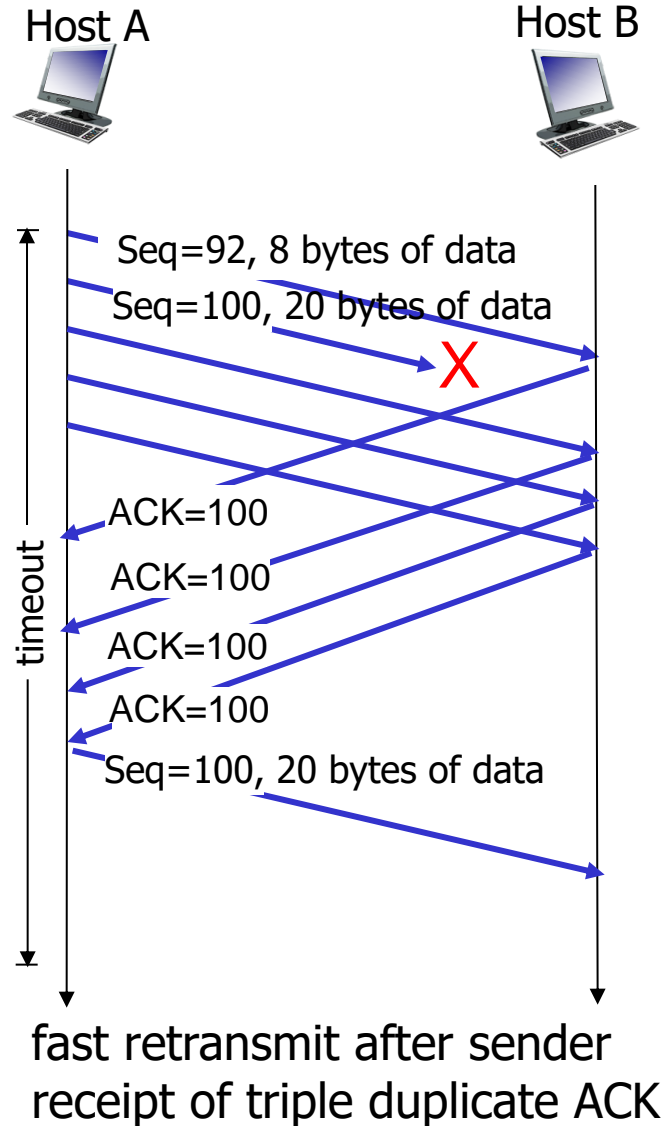 Host A
Host B
Seq=92, 8 bytes of data
Seq=100, 20 bytes of data
X
ACK=100
timeout
ACK=100
ACK=100
ACK=100
Seq=100, 20 bytes of data
fast retransmit after sender
receipt of triple duplicate ACK